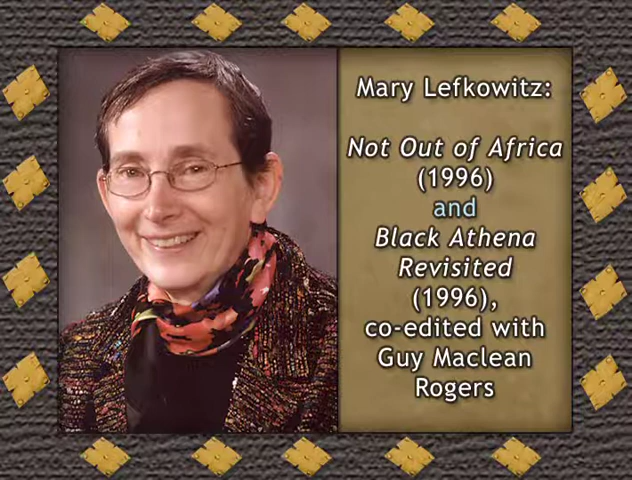 Mary Lefkowitz:
Not Out of Africa
(1996)
and
Black Athena
Revisited
(1996),
co-edited with
Guy Maclean
Rogers